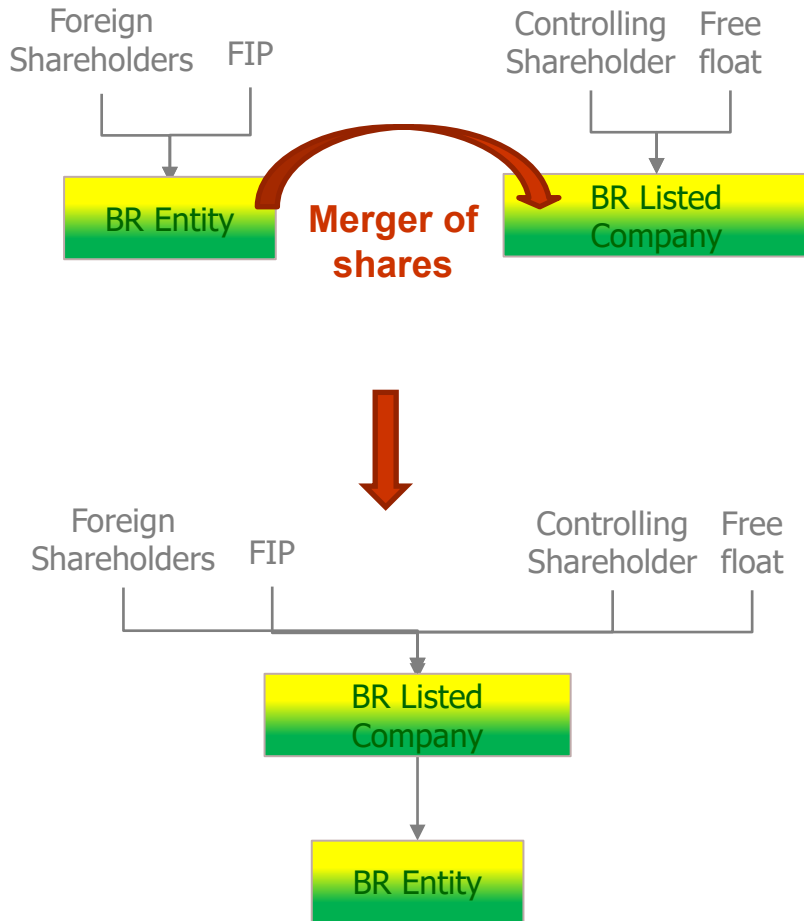 Foreign
Shareholders
FIP
Controlling
Shareholder
Free
float
BR Entity
Merger of
shares
BR Listed
Company
Foreign
Shareholders
FIP
Controlling
Shareholder
Free
float
BR Listed
Company
BR Entity